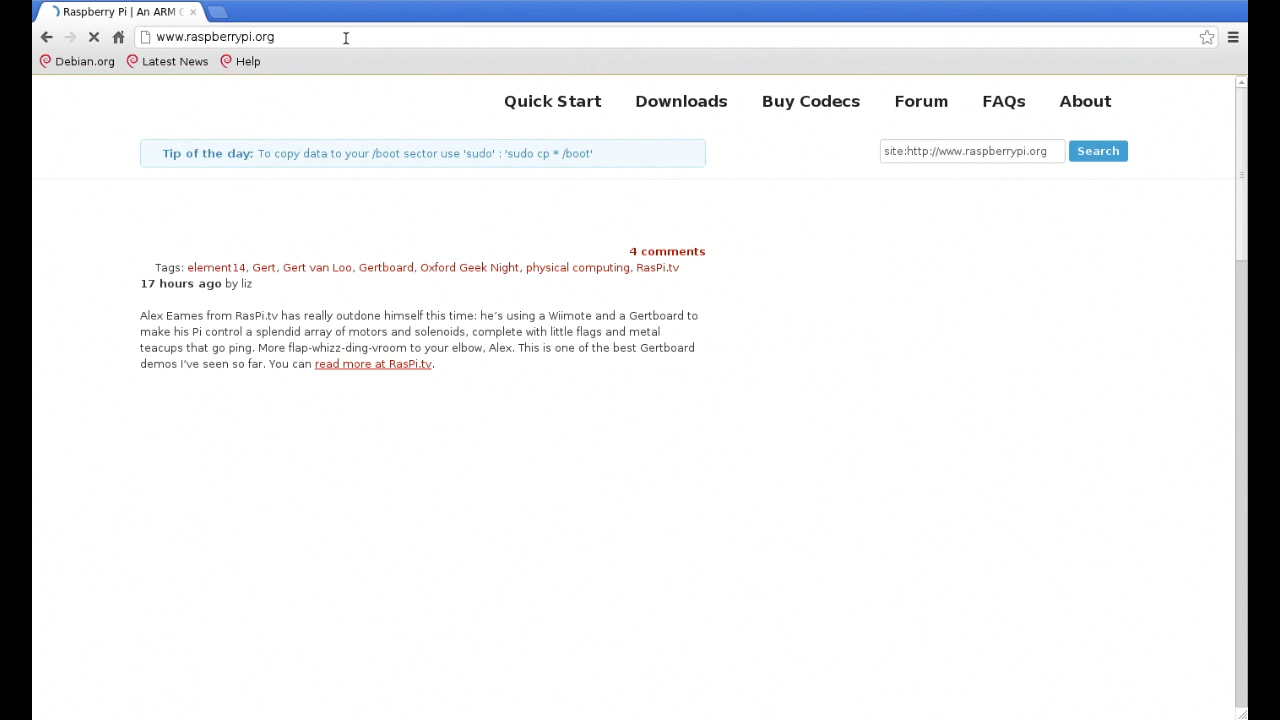 Raspberry Pi | An ARM
www.raspberrypi.org
Debian.org Latest News Help
Quick Start Downloads Buy Codecs Forum FAQs About
Tip of the day: To copy data to your /boot sector use 'sudo' : 'sudo cp * /boot'
site:http://www.raspberrypi.org Search
4 comments
Tags: element14, Gert, Gert van Loo, Gertboard, Oxford Geek Night, physical computing, RasPi.tv
17 hours ago by liz
Alex Eames from RasPi.tv has really outdone himself this time: he’s using a Wiimote and a Gertboard to
make his Pi control a splendid array of motors and solenoids, complete with little flags and metal
teacups that go ping. More flap-whizz-ding-vroom to your elbow, Alex. This is one of the best Gertboard
demos I’ve seen so far. You can read more at RasPi.tv.